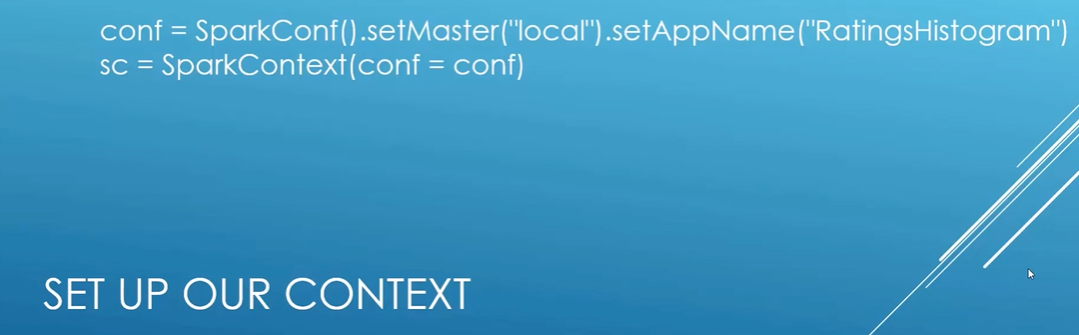 conf = SparkConf().setMaster("local").setAppName("RatingsHistogram")
sc = SparkContext(conf = conf)
SET UP OUR CONTEXT